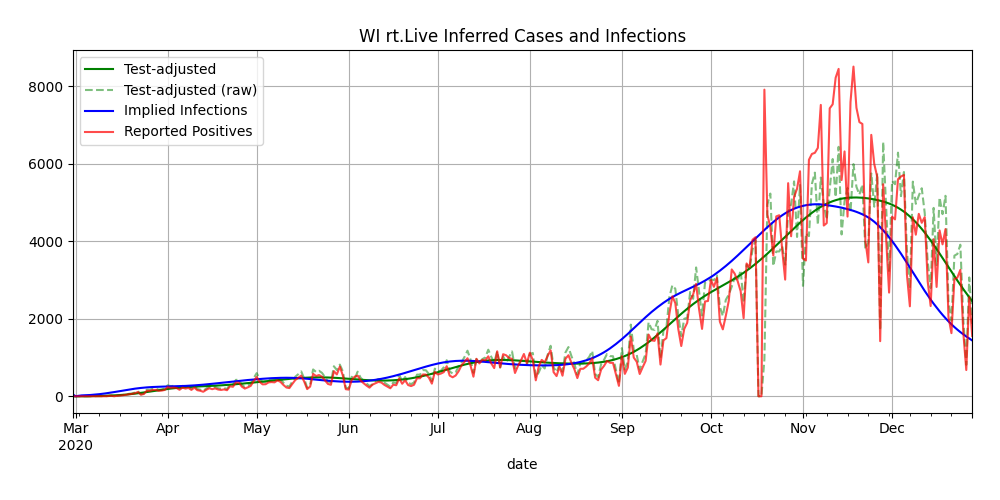 WI rt.Live Inferred Cases and Infections
Test-adjusted
Test-adjusted (raw)
Implied Infections
Reported Positives
8000
6000
4000
2000
0
Mar Apr May Jun Jul Aug Sep Oct Nov Dec
2020
date